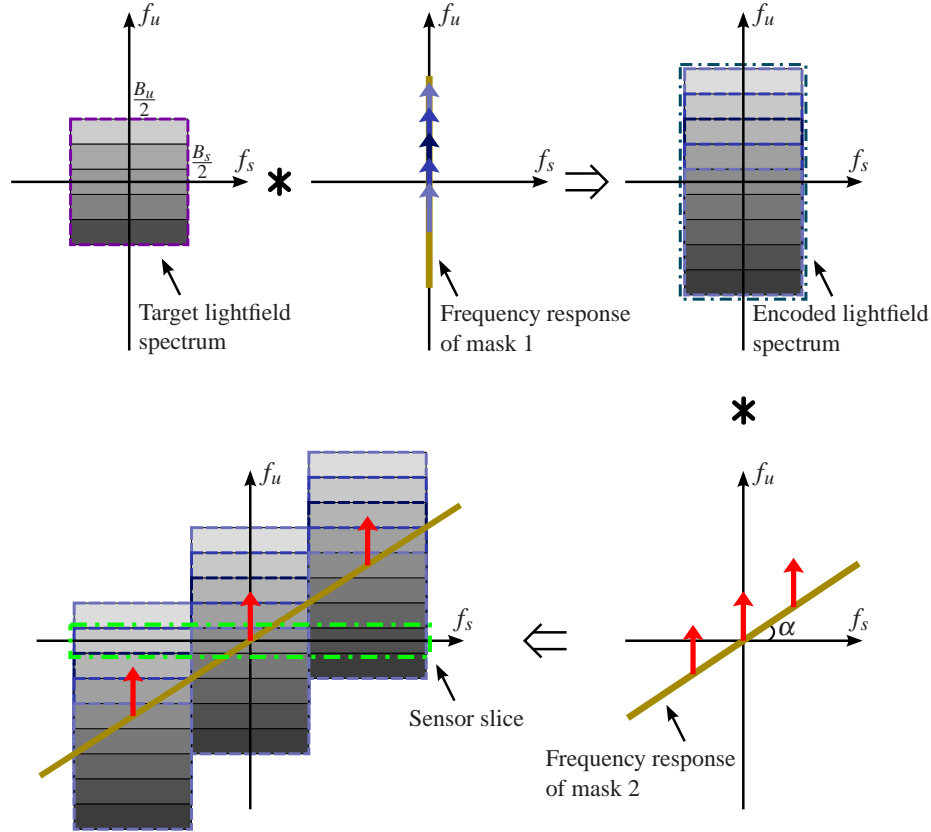 f_u
f_u
f_u
B_u/2
B_s/2
f_s
*
f_s
⇒
f_s
Target lightfield
spectrum
Frequency response
of mask 1
Encoded lightfield
spectrum
*
f_u
f_u
f_s
⇐
α
f_s
Sensor slice
Frequency response
of mask 2